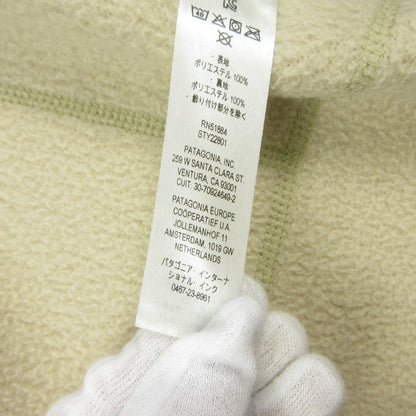 40
・表地
ポリエステル 100%
・裏地
ポリエステル 100%
・飾り付け部分を除く
RN51884
STY22801
PATAGONIA, INC.
259 W SANTA CLARA ST.
VENTURA, CA 93001
CUIT: 30-70924649-2
PATAGONIA EUROPE
COÖPERATIEF U.A.
JOLLEMANHOF 11
AMSTERDAM, 1019 GW
NETHERLANDS
パタゴニア・インターナ
ショナル・インク
0467-23-8961